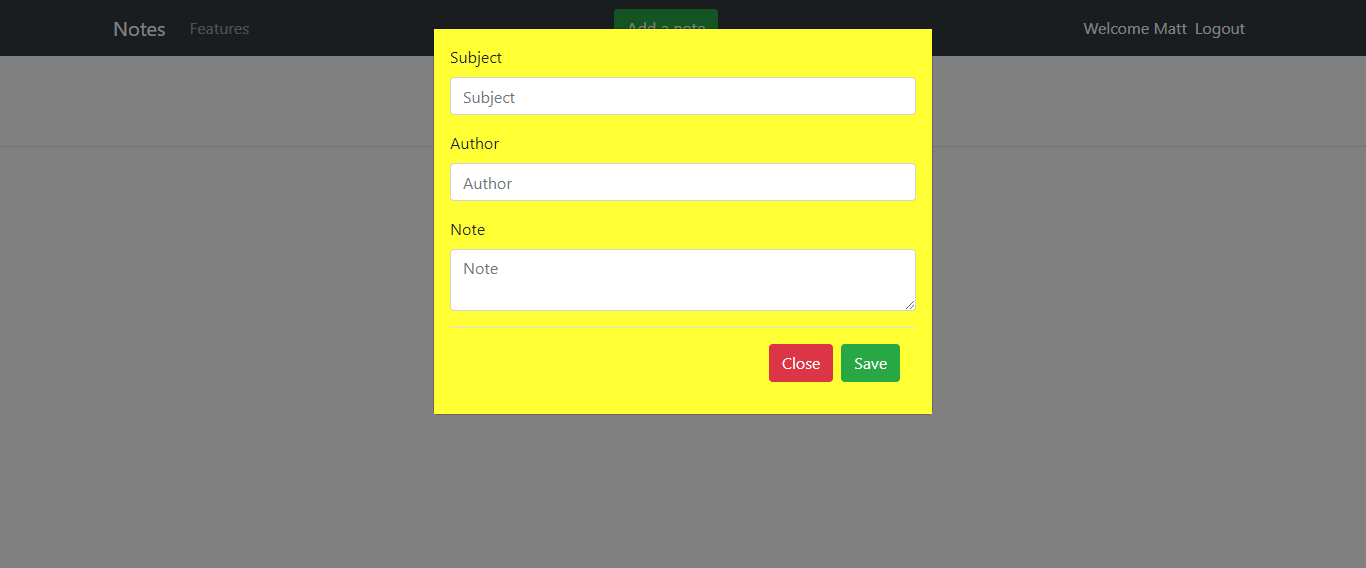 Notes Features Add a note Welcome Matt Logout
Subject
Subject
Author
Author
Note
Note
Close Save